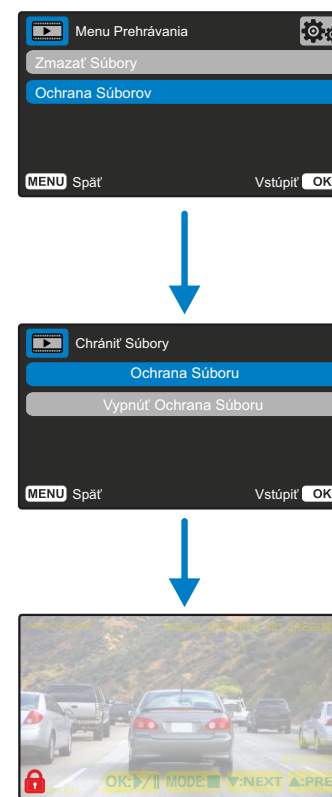 Menu Prehrávania
Zmazať Súbory
Ochrana Súborov
MENU Späť Vstúpiť OK
Chrániť Súbory
Ochrana Súboru
Vypnúť Ochrana Súboru
MENU Späť Vstúpiť OK
OK: MODE: :NEXT :PRE